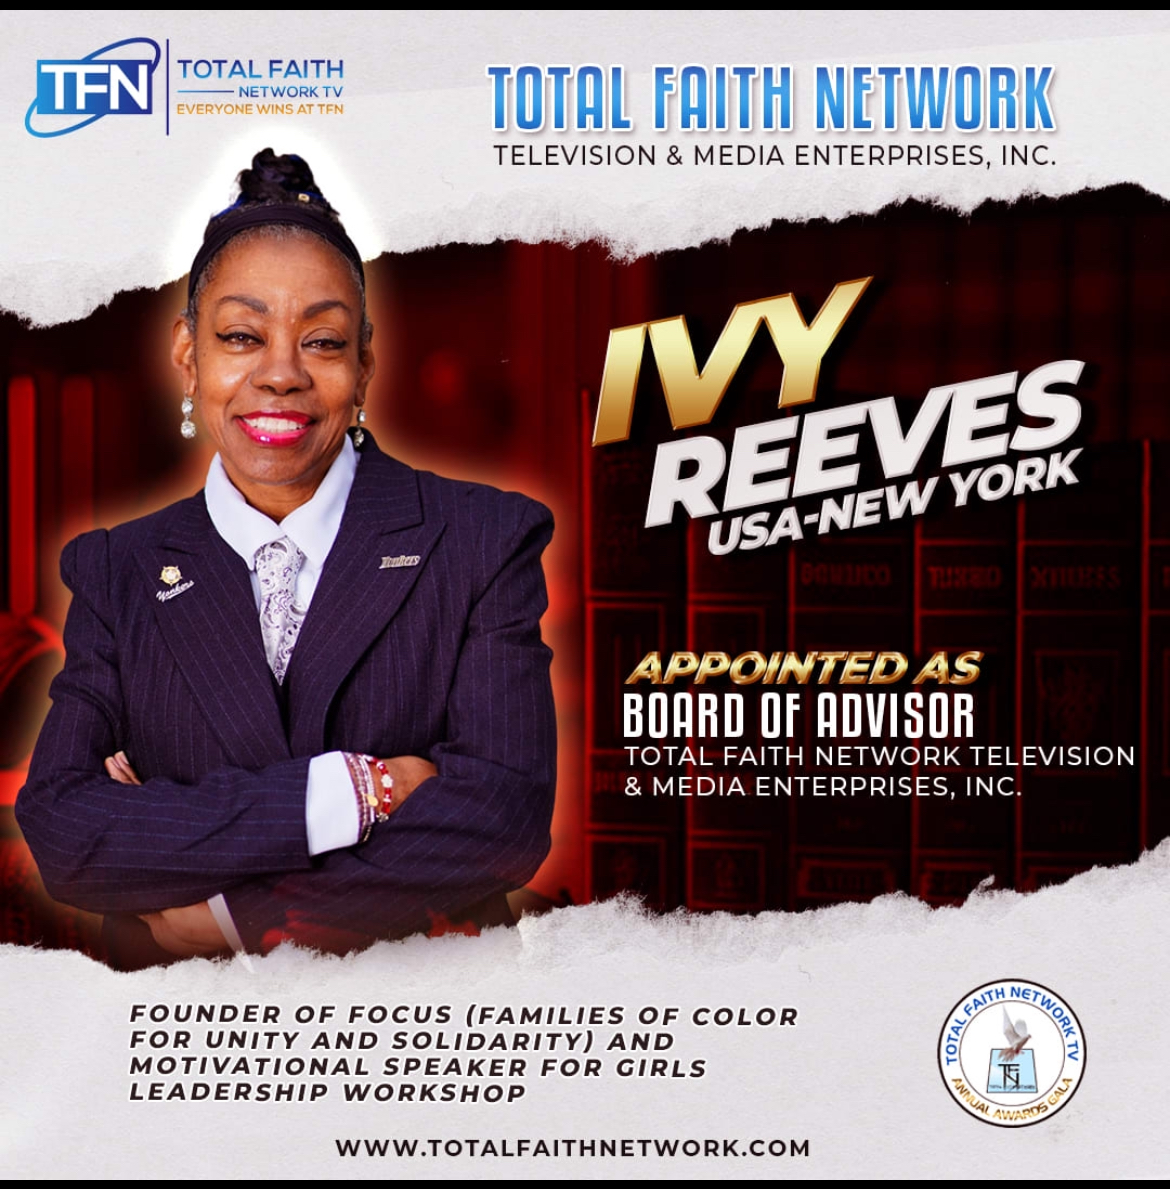 TFN
TOTAL FAITH
NETWORK TV
EVERYONE WINS AT TFN
TOTAL FAITH NETWORK
TELEVISION & MEDIA ENTERPRISES, INC.
IVY
REEVES
USA-NEW YORK
Yonkers
Yonkers
APPOINTED AS
BOARD OF ADVISOR
TOTAL FAITH NETWORK TELEVISION
& MEDIA ENTERPRISES, INC.
FOUNDER OF FOCUS (FAMILIES OF COLOR
FOR UNITY AND SOLIDARITY) AND
MOTIVATIONAL SPEAKER FOR GIRLS
LEADERSHIP WORKSHOP
TOTAL FAITH NETWORK TV
TFN
ANNUAL AWARDS GALA
WWW.TOTALFAITHNETWORK.COM